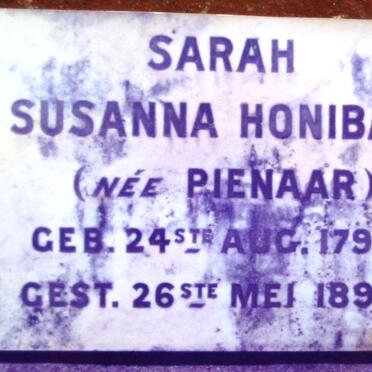 SARAH
SUSANNA HONIBA
(NÉE PIENAAR)
GEB. 24STE AUG. 179
GEST. 26STE MEI 189